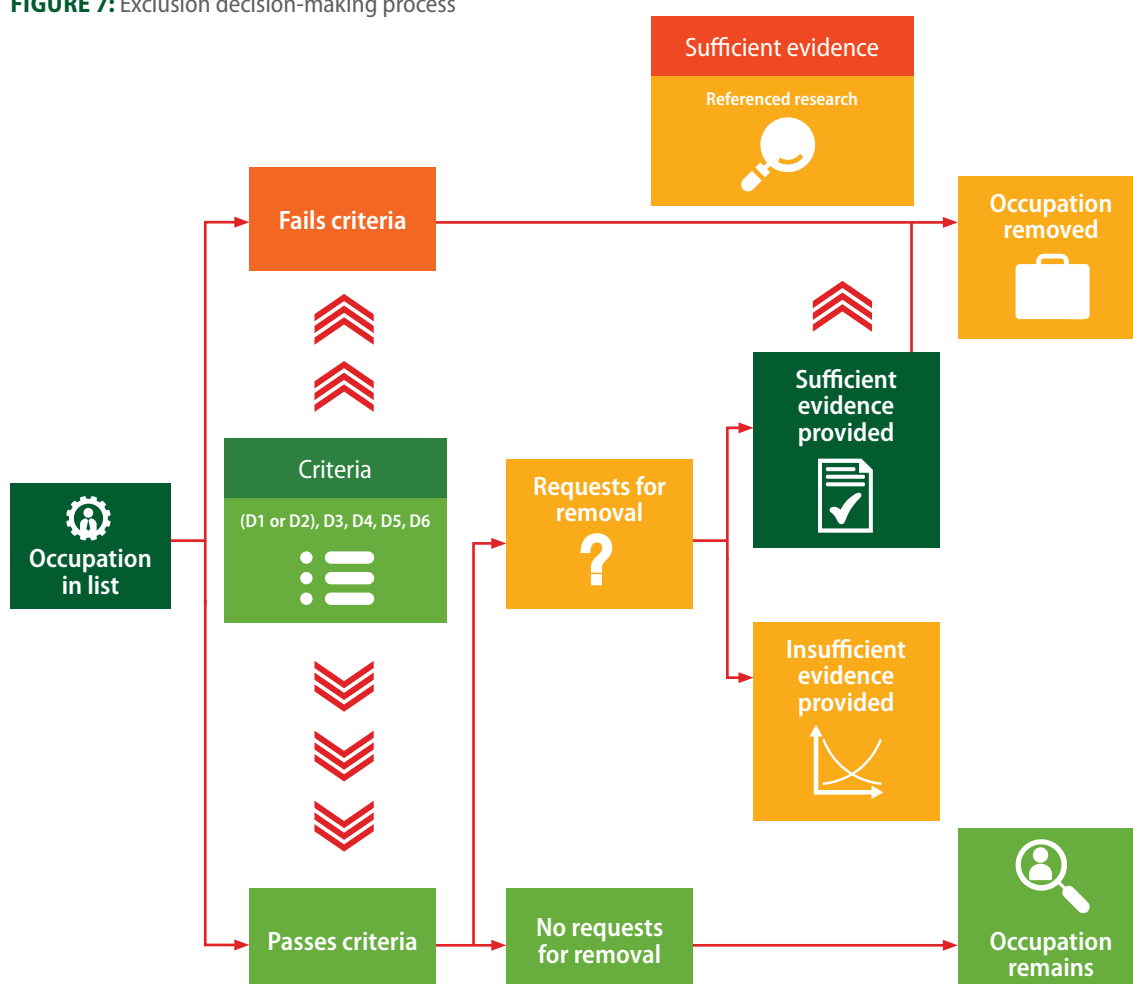 FIGURE 7: Exclusion decision-making process
Sufficient evidence
Referenced research
Fails criteria
Occupation
removed
Sufficient
evidence
provided
Criteria
(D1 or D2), D3, D4, D5, D6
Requests for
removal
?
Occupation
in list
Insufficient
evidence
provided
Passes criteria
No requests
for removal
Occupation
remains